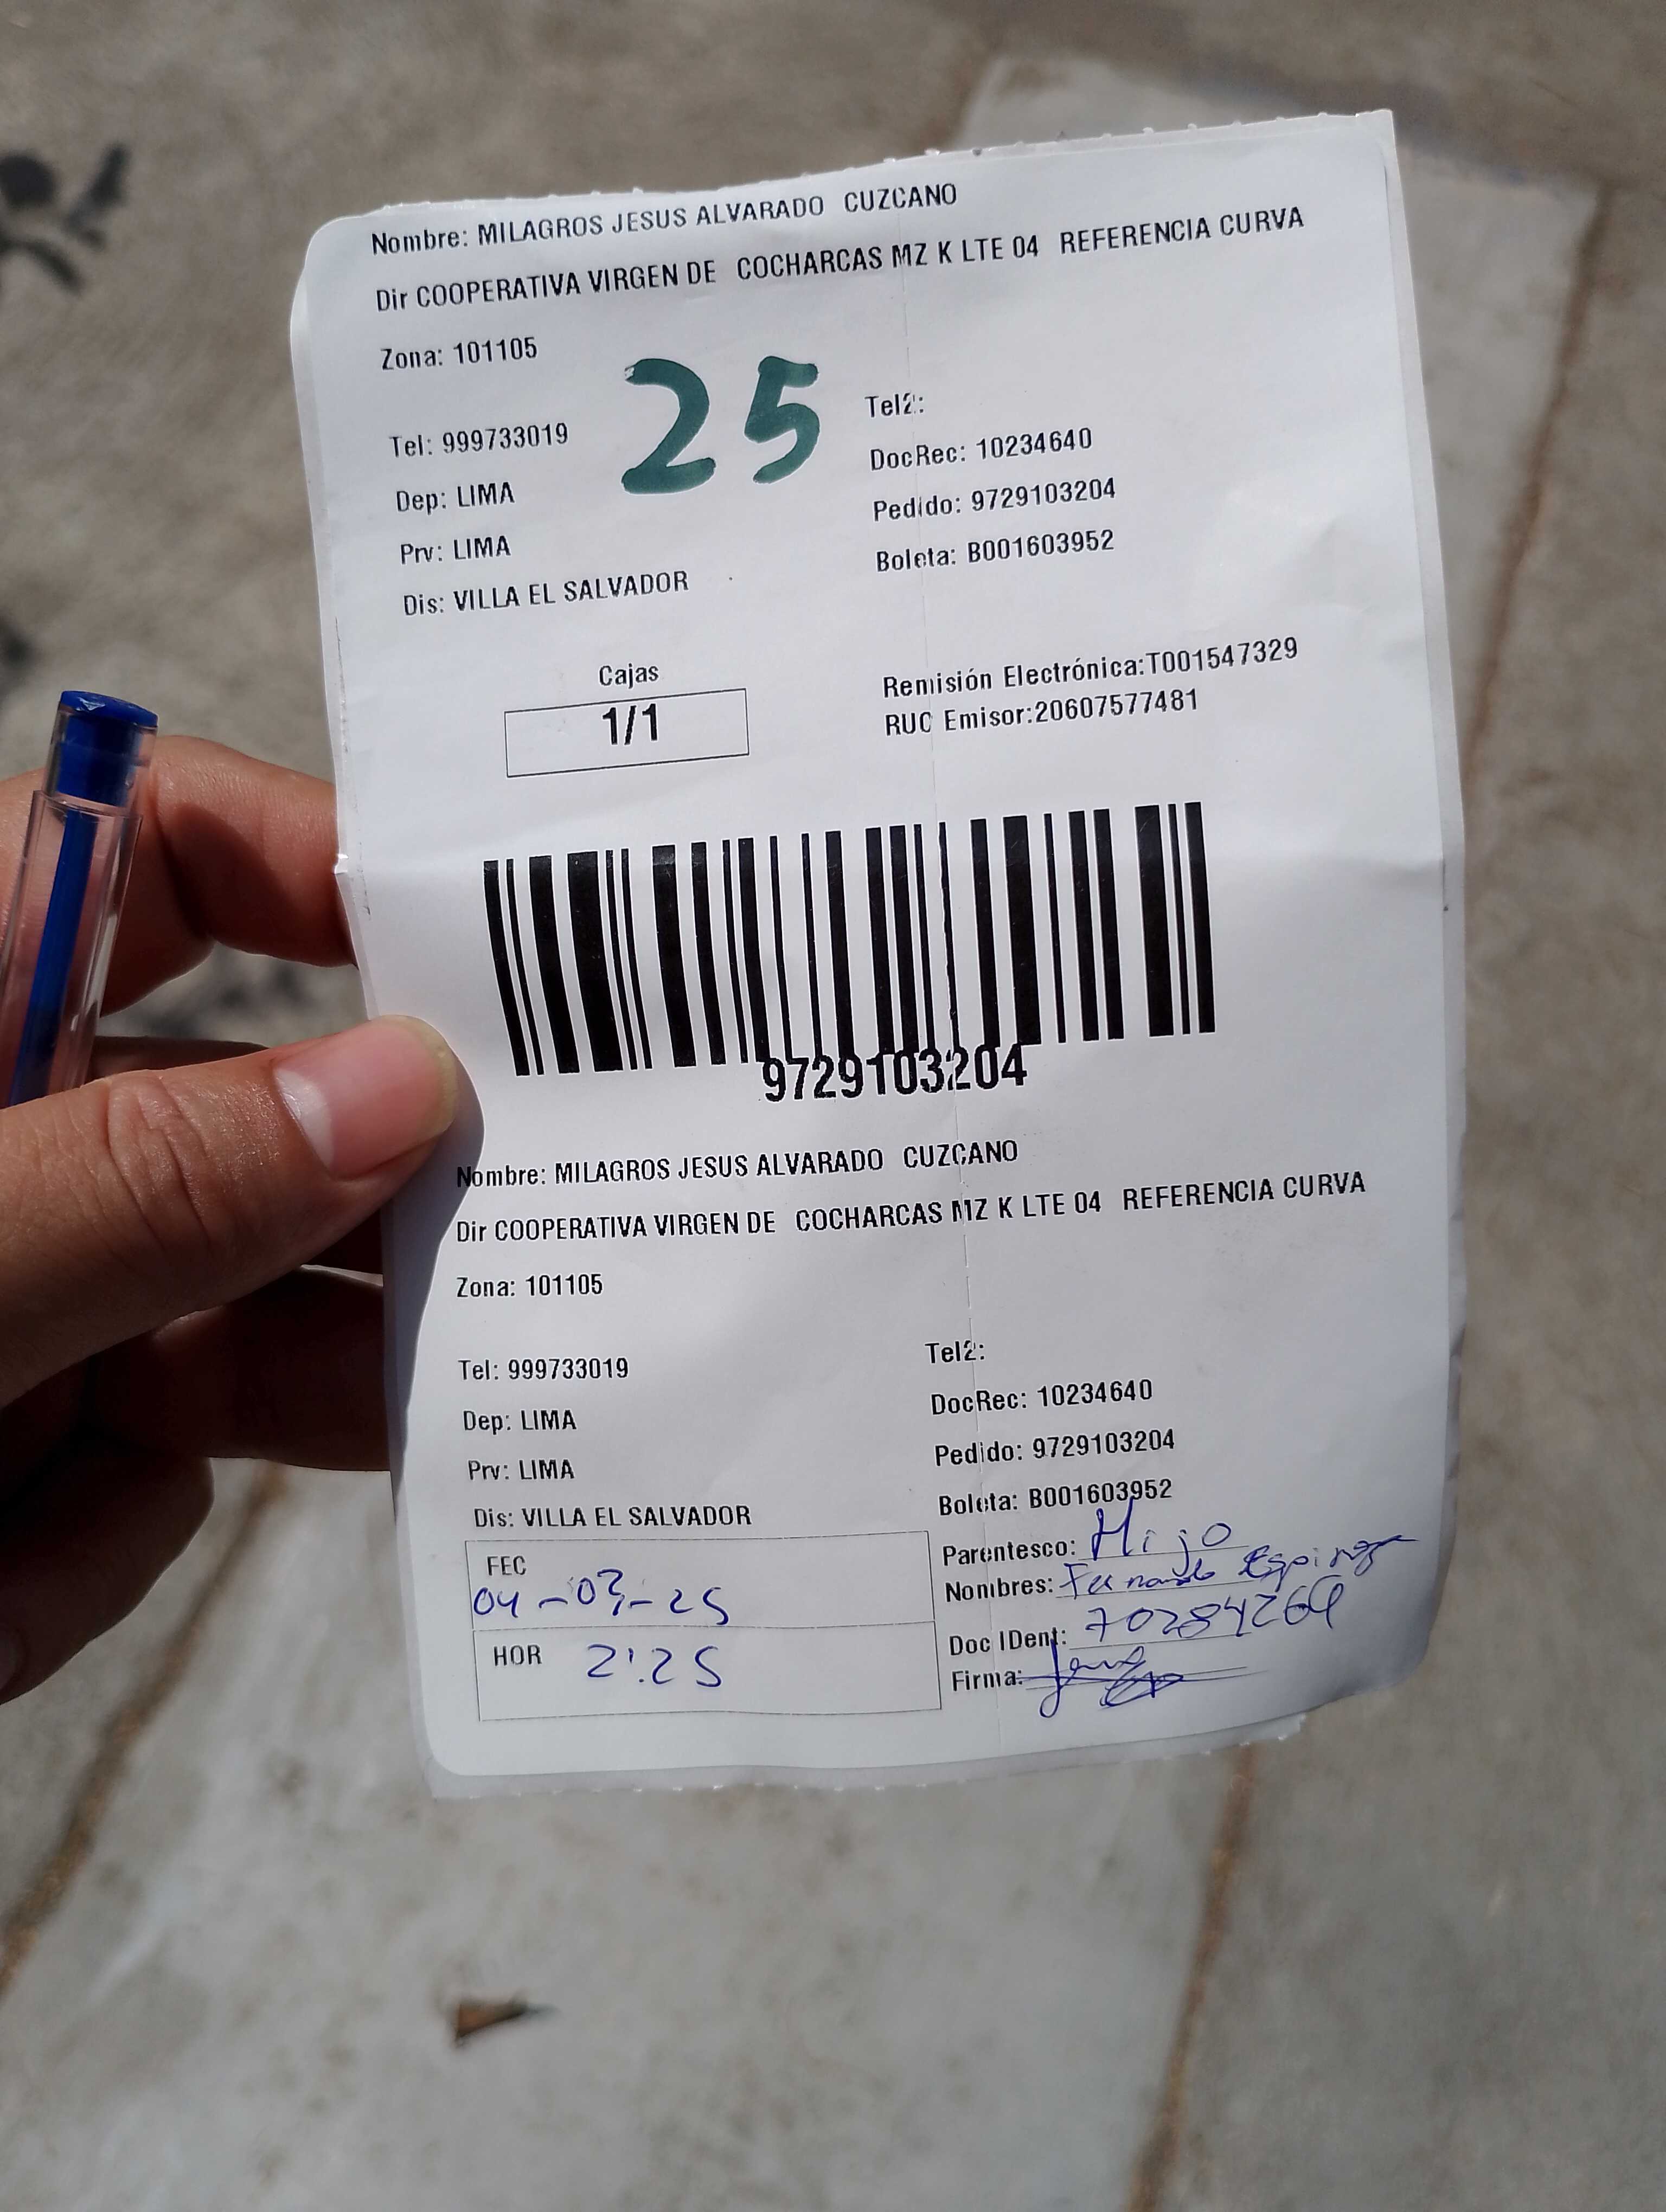 Nombre: MILAGROS JESUS ALVARADO CUZCANO
Dir COOPERATIVA VIRGEN DE COCHARCAS MZ K LTE 04 REFERENCIA CURVA
Zona: 101105
25
Tel: 999733019
Tel2:
DocRec: 10234640
Dep: LIMA
Pedido: 9729103204
Prv: LIMA
Boleta: B001603952
Dis: VILLA EL SALVADOR
Cajas
1/1
Remisión Electrónica:T001547329
RUC Emisor:20607577481
9729103204
Nombre: MILAGROS JESUS ALVARADO CUZCANO
Dir COOPERATIVA VIRGEN DE COCHARCAS MZ K LTE 04 REFERENCIA CURVA
Zona: 101105
Tel: 999733019
Tel2:
DocRec: 10234640
Dep: LIMA
Pedido: 9729103204
Prv: LIMA
Boleta: B001603952
Dis: VILLA EL SALVADOR
Parentesco: Hijo
FEC
Nombres: Fernando Espinoza
Doc IDent:
HOR 2:25
Firma: